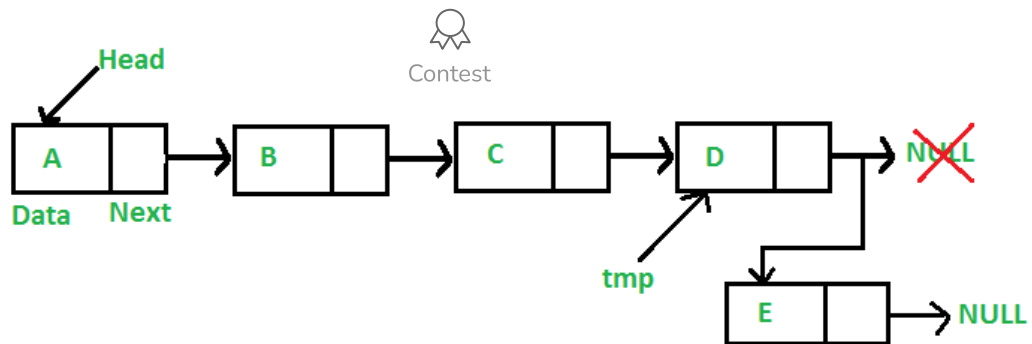 Contest
Head
A
B
C
D
NULL
Data Next
tmp
E
NULL